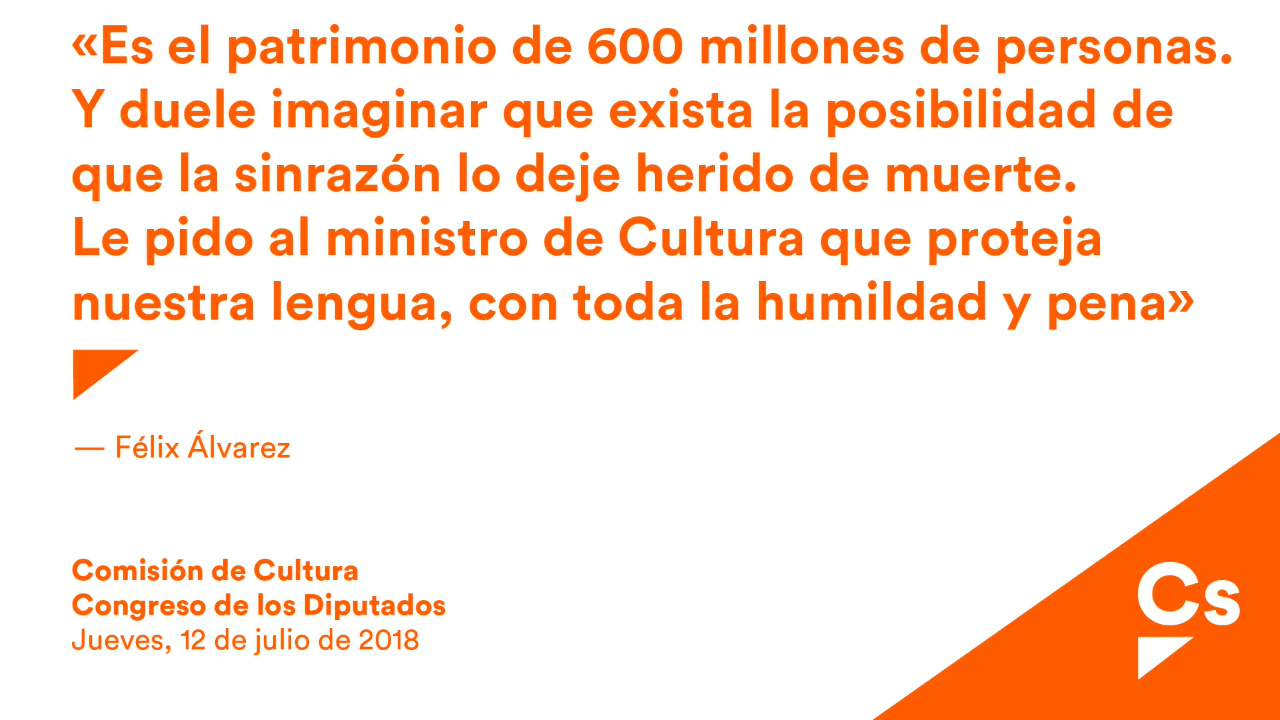 «Es el patrimonio de 600 millones de personas.
Y duele imaginar que exista la posibilidad de
que la sinrazón lo deje herido de muerte.
Le pido al ministro de Cultura que proteja
nuestra lengua, con toda la humildad y pena»
— Félix Álvarez
Comisión de Cultura
Congreso de los Diputados
Jueves, 12 de julio de 2018
Cs